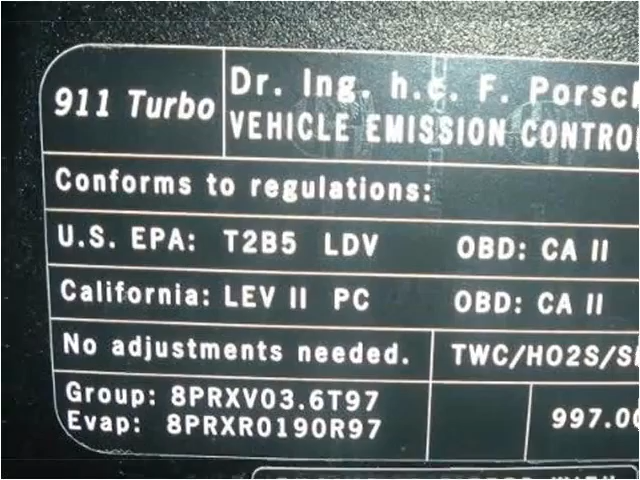 911 Turbo
Dr. Ing. h.c. F. Porsch
VEHICLE EMISSION CONTRO
Conforms to regulations:
U.S. EPA: T2B5 LDV OBD: CA II
California: LEV II PC OBD: CA II
No adjustments needed. TWC/HO2S/S
Group: 8PRXV03.6T97
Evap: 8PRXR0190R97
997.0